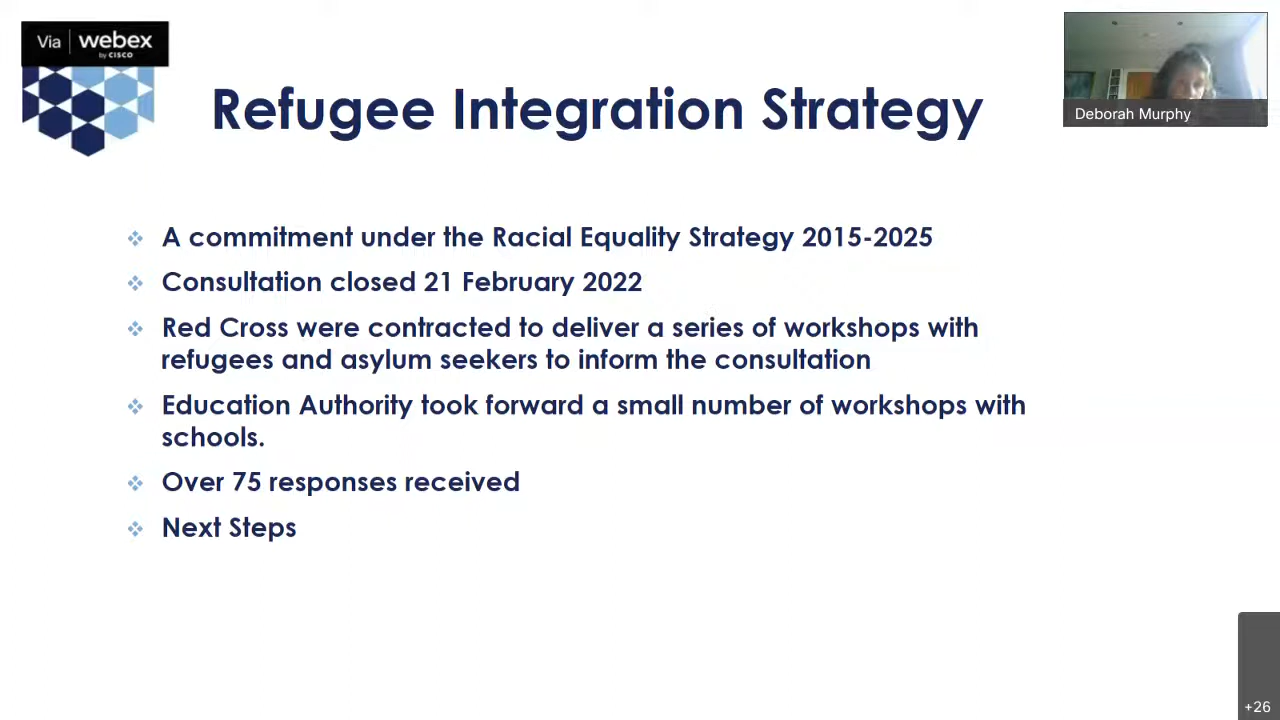 Via webex
by CISCO
Refugee Integration Strategy
Deborah Murphy
A commitment under the Racial Equality Strategy 2015-2025
Consultation closed 21 February 2022
Red Cross were contracted to deliver a series of workshops with
refugees and asylum seekers to inform the consultation
Education Authority took forward a small number of workshops with
schools.
Over 75 responses received
Next Steps
+26